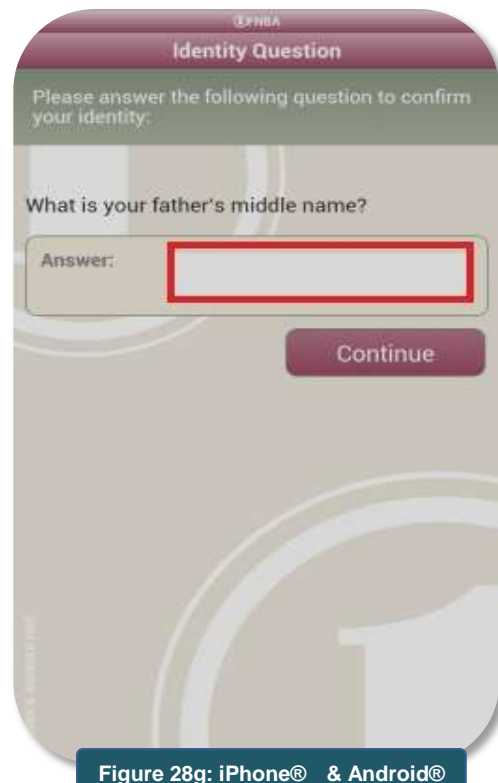 FNBA
Identity Question
Please answer the following question to confirm
your identity:
What is your father's middle name?
Answer:
Continue
Figure 28g: iPhone® & Android®